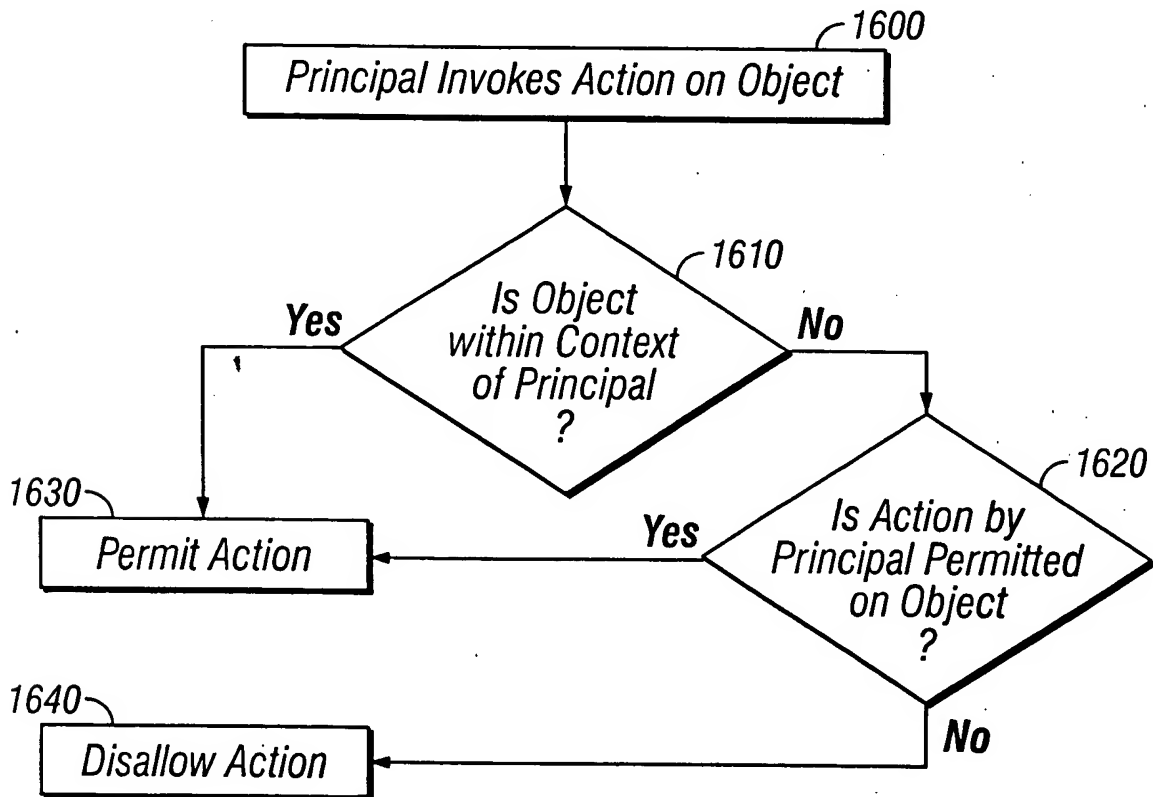 1600
Principal Invokes Action on Object
1610
Is Object
within Context
of Principal
?
Yes
No
1620
Is Action by
Principal Permitted
on Object
?
Yes
1630
Permit Action
1640
Disallow Action
No